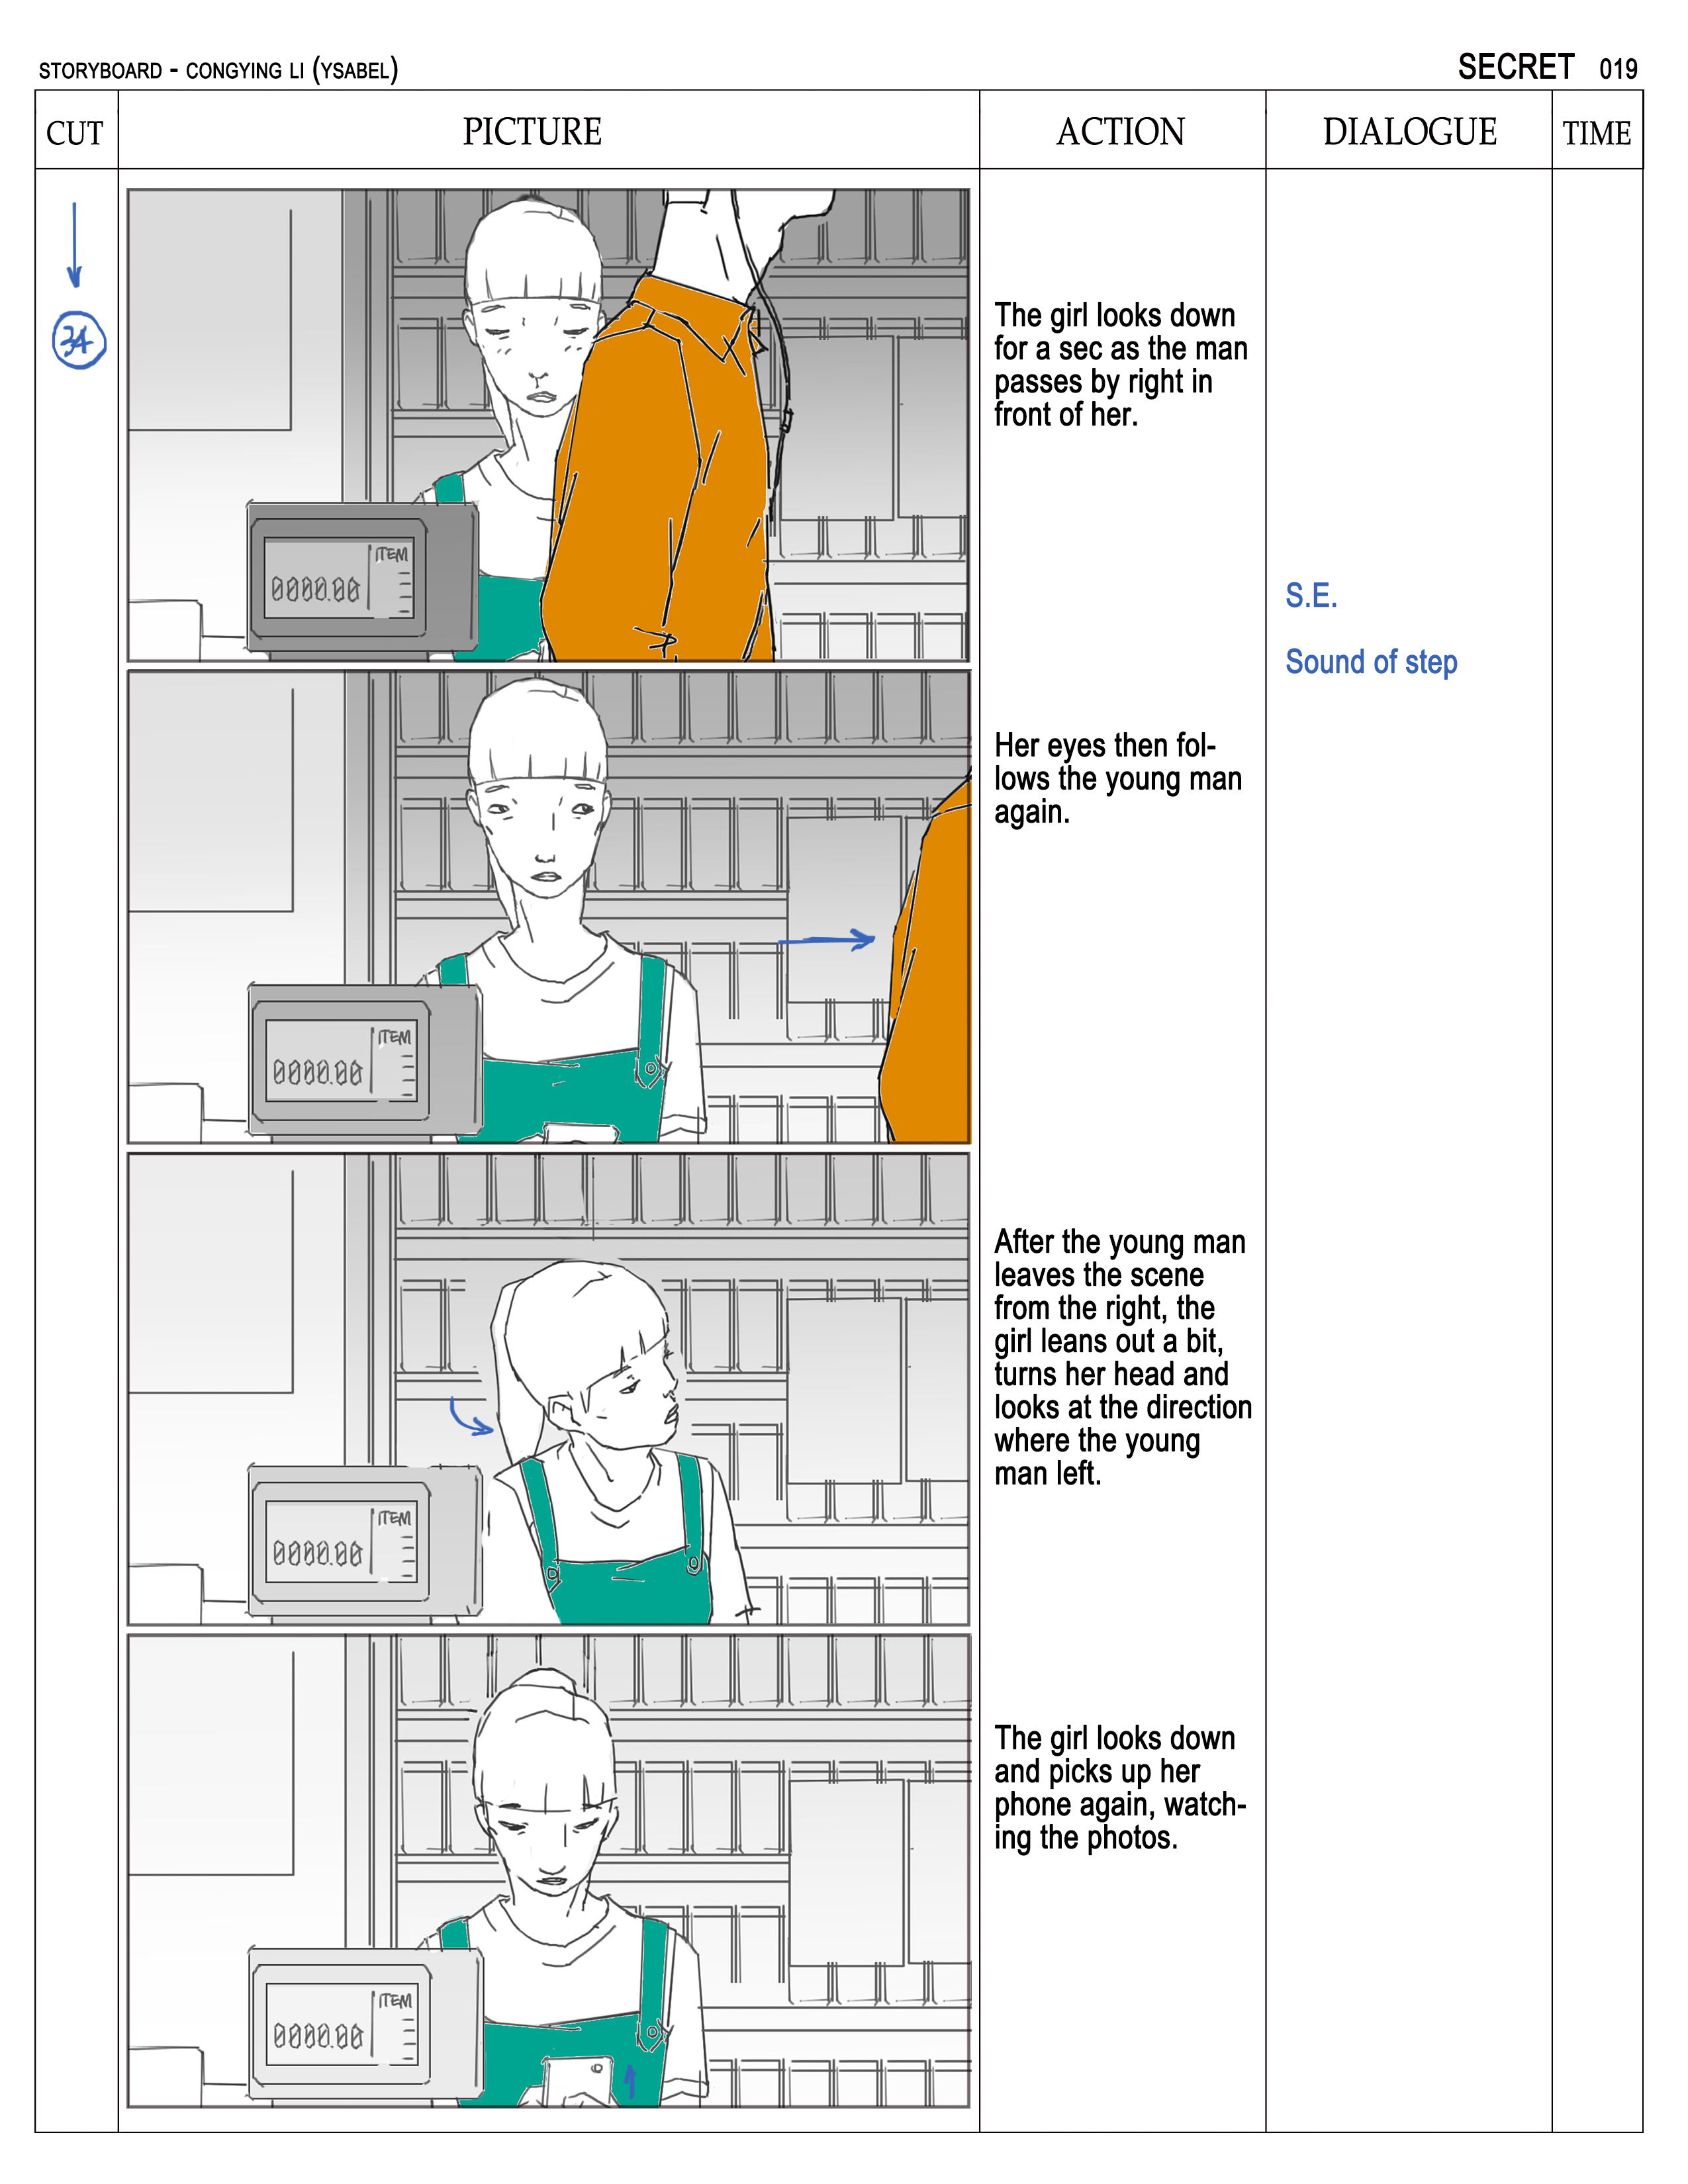 STORYBOARD - CONGYING LI (YSABEL)
SECRET 019
CUT
PICTURE
ACTION
DIALOGUE
TIME
34
ITEM
0000.00
The girl looks down
for a sec as the man
passes by right in
front of her.
S.E.
Sound of step
ITEM
0000.00
Her eyes then fol-
lows the young man
again.
ITEM
0000.00
After the young man
leaves the scene
from the right, the
girl leans out a bit,
turns her head and
looks at the direction
where the young
man left.
ITEM
0000.00
The girl looks down
and picks up her
phone again, watch-
ing the photos.